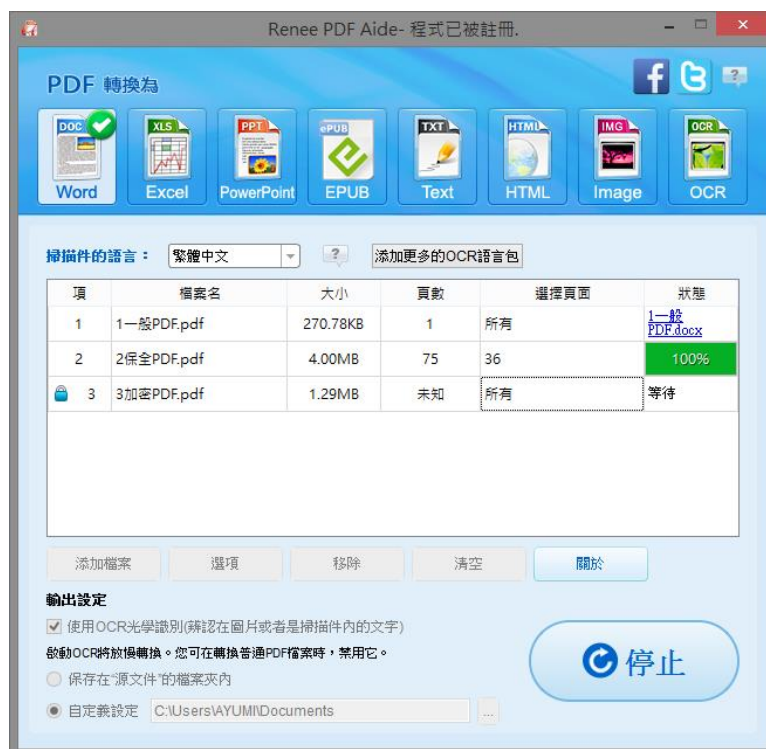 Renee PDF Aide- 程式已被註冊.
PDF 轉換為
DOC XLS PPT ePUB TXT HTML IMG OCR
Word Excel PowerPoint EPUB Text HTML Image OCR
掃描件的語言： 繁體中文 ? 添加更多的OCR語言包
項 檔案名 大小 頁數 選擇頁面 狀態
1 1一般PDF.pdf 270.78KB 1 所有 1一般
PDF.docx
2 2保全PDF.pdf 4.00MB 75 36 100%
3 3加密PDF.pdf 1.29MB 未知 所有 等待
添加檔案 選項 移除 清空 關於
輸出設定
使用OCR光學識別(辨認在圖片或者是掃描件內的文字)
啟動OCR將放慢轉換。您可在轉換普通PDF檔案時，禁用它。
保存在"源文件"的檔案夾內
自定義設定 C:\Users\AYUMI\Documents ...
停止